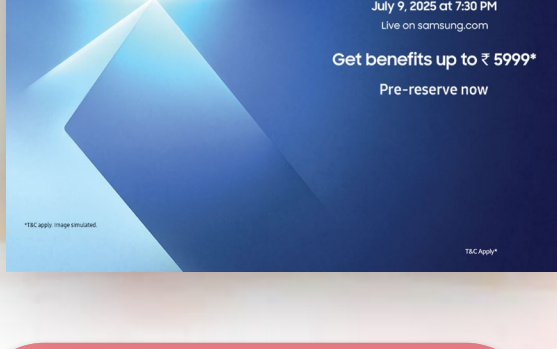 July 9, 2025 at 7:30 PM
Live on samsung.com
Get benefits up to ₹ 5999*
Pre-reserve now
*T&C apply. Image simulated.
T&C Apply*